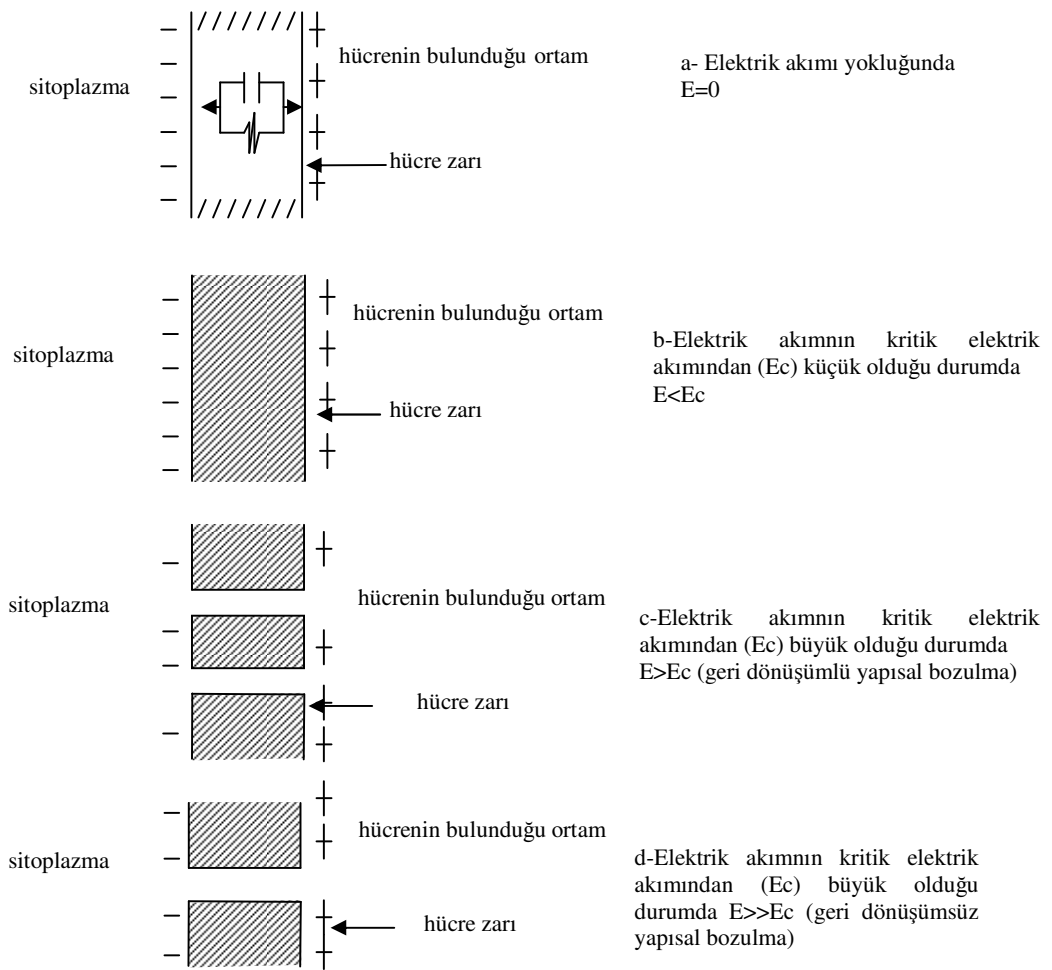 hücrenin bulunduğu ortam
sitoplazma
hücre zarı
a- Elektrik akımı yokluğunda
E=0
hücrenin bulunduğu ortam
sitoplazma
hücre zarı
b-Elektrik akımnın kritik elektrik
akımından (Ec) küçük olduğu durumda
E<Ec
sitoplazma
hücrenin bulunduğu ortam
hücre zarı
c-Elektrik akımnın kritik elektrik
akımından (Ec) büyük olduğu durumda
E>Ec (geri dönüşümlü yapısal bozulma)
hücrenin bulunduğu ortam
sitoplazma
hücre zarı
d-Elektrik akımnın kritik elektrik
akımından (Ec) büyük olduğu
durumda E>>Ec (geri dönüşümsüz
yapısal bozulma)